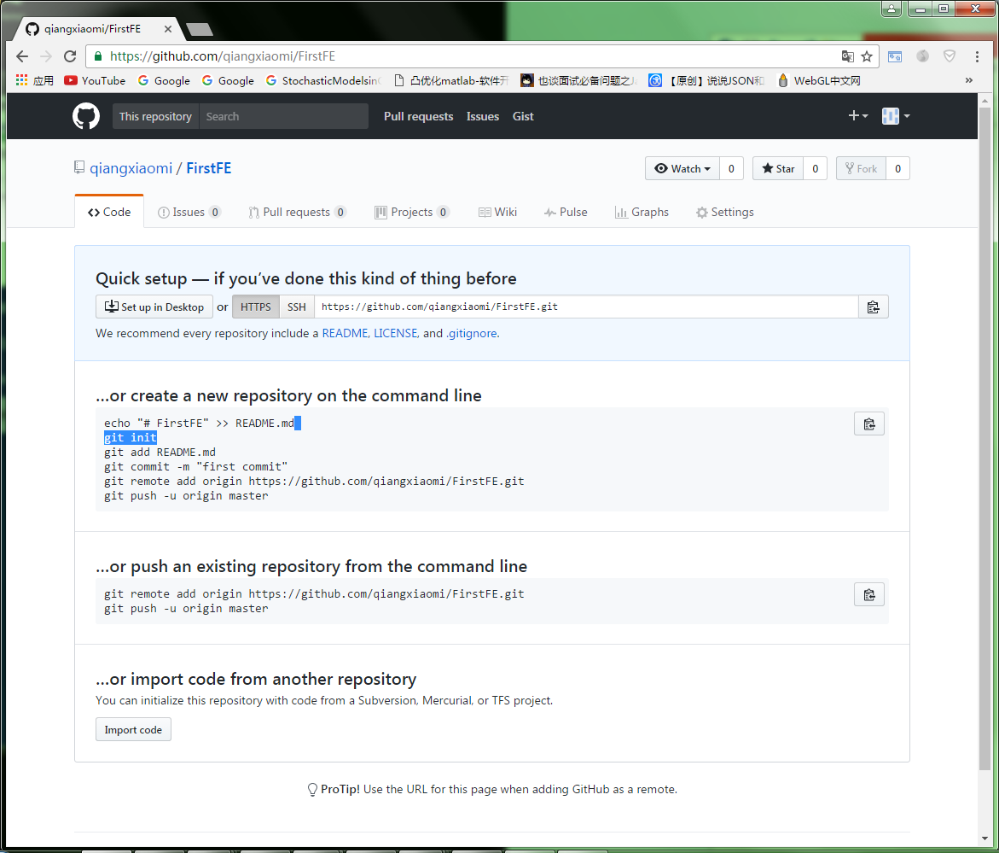 qiangxiaomi/FirstFE
https://github.com/qiangxiaomi/FirstFE
应用 YouTube Google Google StochasticModelsin 凸优化matlab-软件开 也谈面试必备问题之 【原创】说说JSON和 WebGL中文网 »
This repository Search Pull requests Issues Gist
qiangxiaomi / FirstFE Watch 0 Star 0 Fork 0
Code Issues 0 Pull requests 0 Projects 0 Wiki Pulse Graphs Settings
Quick setup — if you’ve done this kind of thing before
Set up in Desktop or HTTPS SSH https://github.com/qiangxiaomi/FirstFE.git
We recommend every repository include a README, LICENSE, and .gitignore.
…or create a new repository on the command line
echo "# FirstFE" >> README.md
git init
git add README.md
git commit -m "first commit"
git remote add origin https://github.com/qiangxiaomi/FirstFE.git
git push -u origin master
…or push an existing repository from the command line
git remote add origin https://github.com/qiangxiaomi/FirstFE.git
git push -u origin master
…or import code from another repository
You can initialize this repository with code from a Subversion, Mercurial, or TFS project.
Import code
ProTip! Use the URL for this page when adding GitHub as a remote.